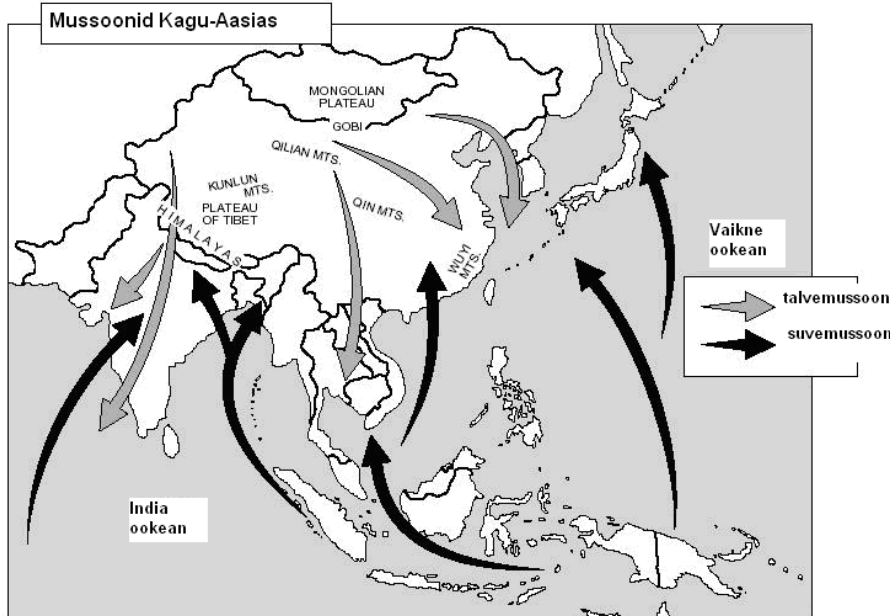 Mussoonid Kagu-Aasias
MONGOLIAN
PLATEAU
GOBI
QILIAN MTS.
KUNLUN
MTS.
PLATEAU
OF TIBET
QIN MTS.
HIMALAYAS
WUYI
MTS.
Vaikne
ookean
talvemussoon
suvemussoon
India
ookean